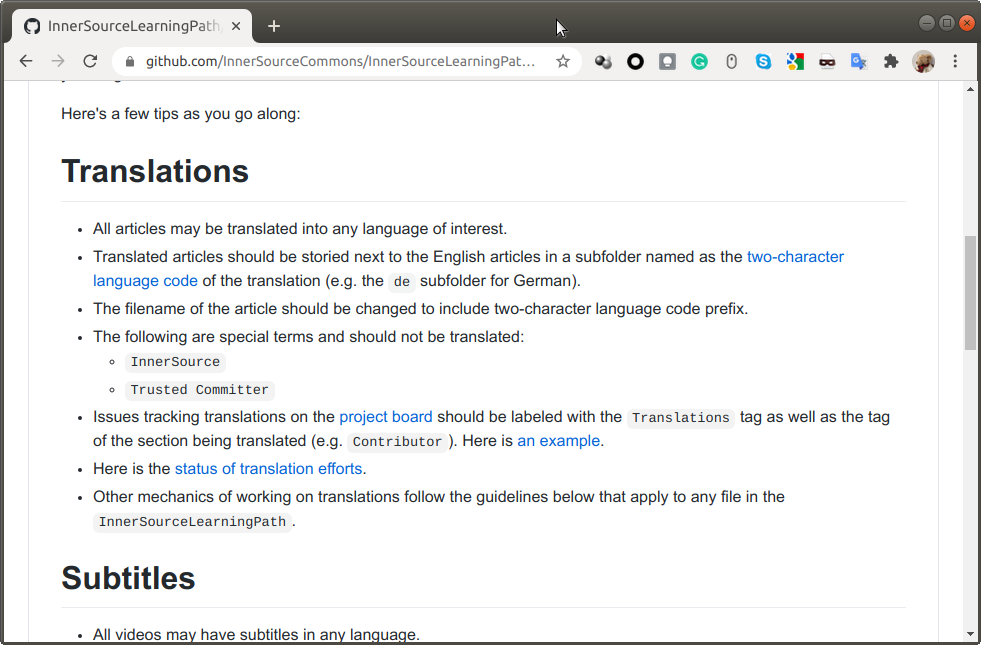 InnerSourceLearningPath
github.com/InnerSourceCommons/InnerSourceLearningPat...
Here's a few tips as you go along:
Translations
All articles may be translated into any language of interest.
Translated articles should be storied next to the English articles in a subfolder named as the two-character
language code of the translation (e.g. the de subfolder for German).
The filename of the article should be changed to include two-character language code prefix.
The following are special terms and should not be translated:
InnerSource
Trusted Committer
Issues tracking translations on the project board should be labeled with the Translations tag as well as the tag
of the section being translated (e.g. Contributor ). Here is an example.
Here is the status of translation efforts.
Other mechanics of working on translations follow the guidelines below that apply to any file in the
InnerSourceLearningPath .
Subtitles
All videos may have subtitles in any language.